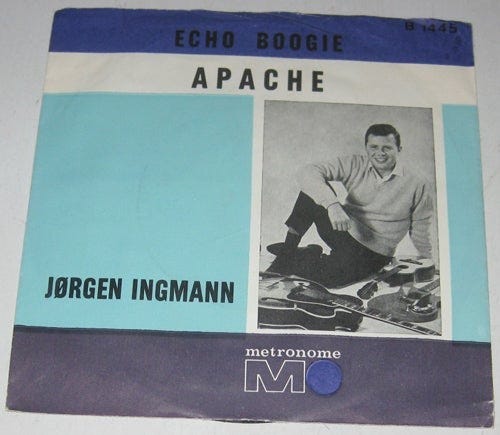 B 1445
ECHO BOOGIE
APACHE
JØRGEN INGMANN
metronome
M